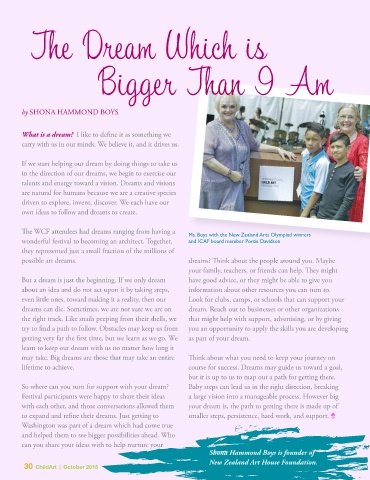 The Dream Which is
Bigger Than I Am
by SHONA HAMMOND BOYS
What is a dream? I like to define it as something we
carry with us in our minds. We believe it, and it drives us.
If we start helping our dream by doing things to take us
in the direction of our dreams, we begin to exercise our
talents and energy toward a vision. Dreams and visions
are natural for humans because we are a creative species
driven to explore, invent, discover. We each have our
own ideas to follow and dreams to create.
The WCF attendees had dreams ranging from having a
wonderful festival to becoming an architect. Together,
they represented just a small fraction of the millions of
possible art dreams.
But a dream is just the beginning. If we only dream
about an idea and do not act upon it by taking steps,
even little ones, toward making it a reality, then our
dreams can die. Sometimes, we are not sure we are on
the right track. Like snails peeping from their shells, we
try to find a path to follow. Obstacles may keep us from
getting very far the first time, but we learn as we go. We
learn to keep our dream with us no matter how long it
may take. Big dreams are those that may take an entire
lifetime to achieve.
So where can you turn for support with your dream?
Festival participants were happy to share their ideas
with each other, and those conversations allowed them
to expand and refine their dreams. Just getting to
Washington was part of a dream which had come true
and helped them to see bigger possibilities ahead. Who
can you share your ideas with to help nurture your
Ms. Boys with the New Zealand Arts Olympiad winners
and ICAF board member Portia Davidson
dreams? Think about the people around you. Maybe
your family, teachers, or friends can help. They might
have good advice, or they might be able to give you
information about other resources you can turn to.
Look for clubs, camps, or schools that can support your
dream. Reach out to businesses or other organizations
that might help with support, advertising, or by giving
you an opportunity to apply the skills you are developing
as part of your dream.
Think about what you need to keep your journey on
course for success. Dreams may guide us toward a goal,
but it is up to us to map out a path for getting there.
Baby steps can lead us in the right direction, breaking
a large vision into a manageable process. However big
your dream is, the path to getting there is made up of
smaller steps, persistence, hard work, and support.
Shona Hammond Boys is founder of
New Zealand Art House Foundation.
30 ChildArt | October 2015